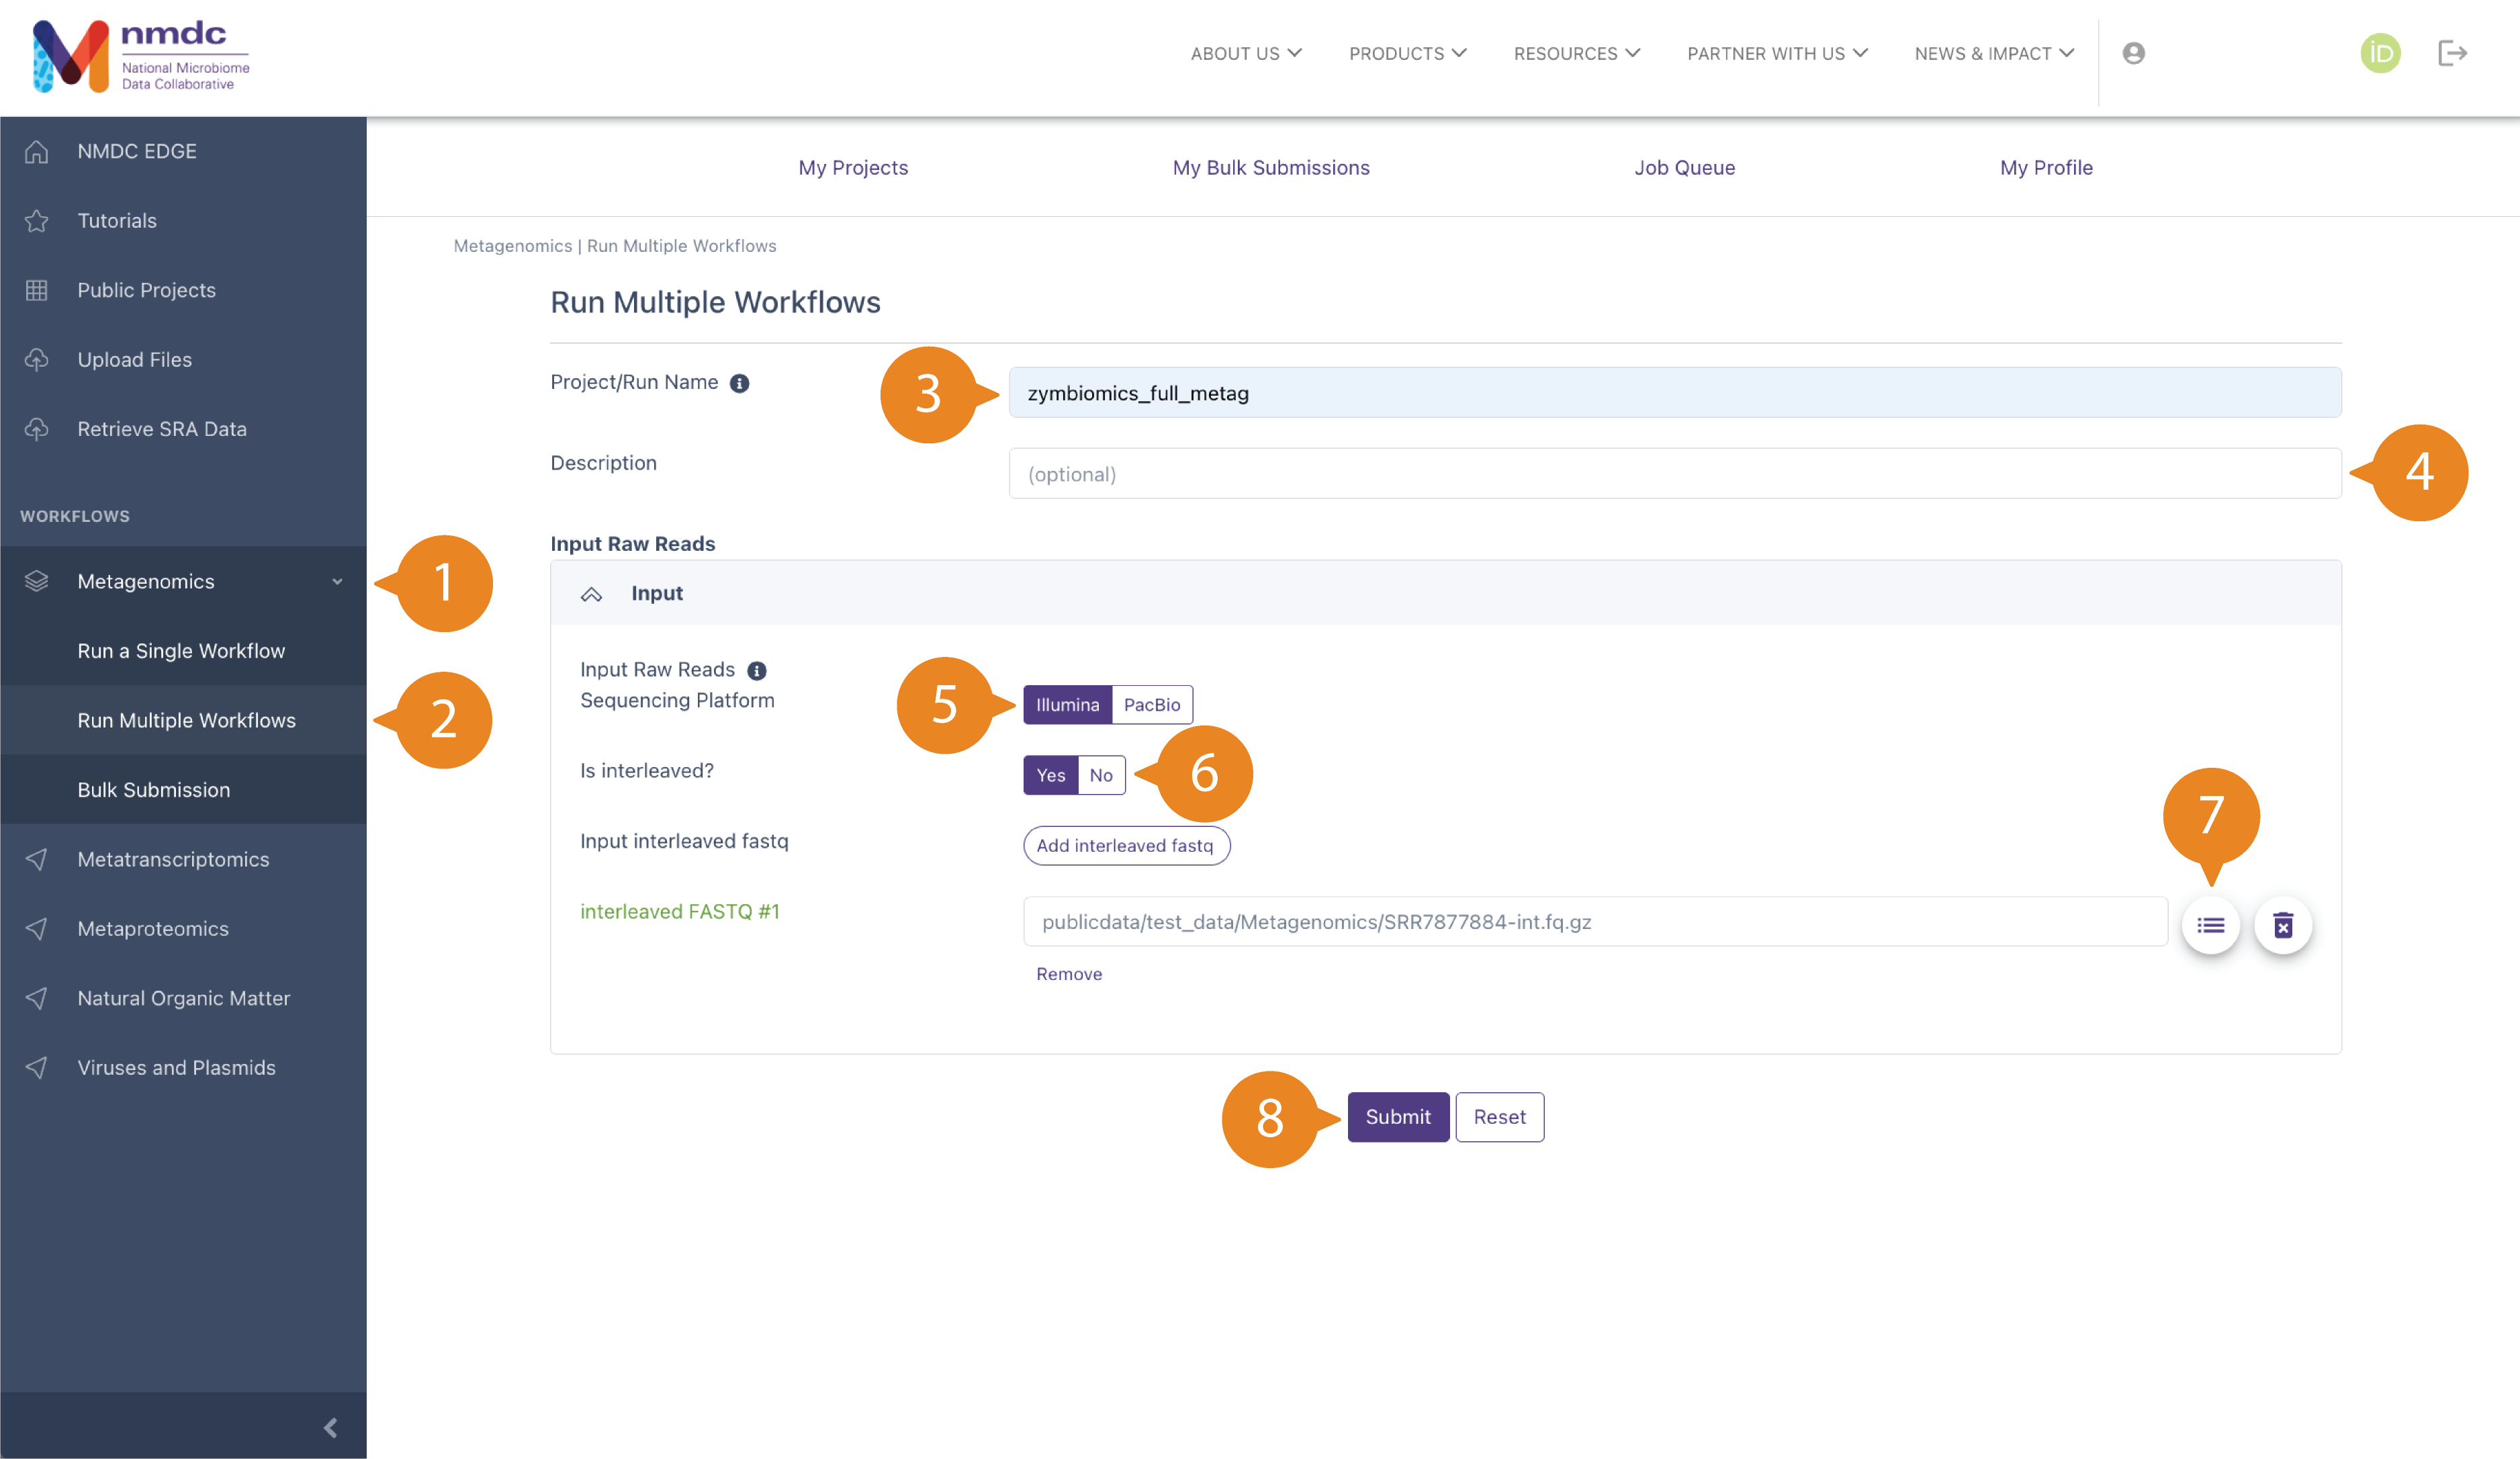 nmdc
National Microbiome
Data Collaborative
ABOUT US
PRODUCTS
RESOURCES
PARTNER WITH US
NEWS & IMPACT
iD
NMDC EDGE
Tutorials
Public Projects
Upload Files
Retrieve SRA Data
WORKFLOWS
Metagenomics
1
Run a Single Workflow
Run Multiple Workflows
2
Bulk Submission
Metatranscriptomics
Metaproteomics
Natural Organic Matter
Viruses and Plasmids
My Projects
My Bulk Submissions
Job Queue
My Profile
Metagenomics | Run Multiple Workflows
Run Multiple Workflows
Project/Run Name
3
zymbiomics_full_metag
Description
(optional)
4
Input Raw Reads
Input
Input Raw Reads
Sequencing Platform
5
Illumina
PacBio
Is interleaved?
Yes
No
6
Input interleaved fastq
Add interleaved fastq
7
interleaved FASTQ #1
publicdata/test_data/Metagenomics/SRR7877884-int.fq.gz
Remove
8
Submit
Reset